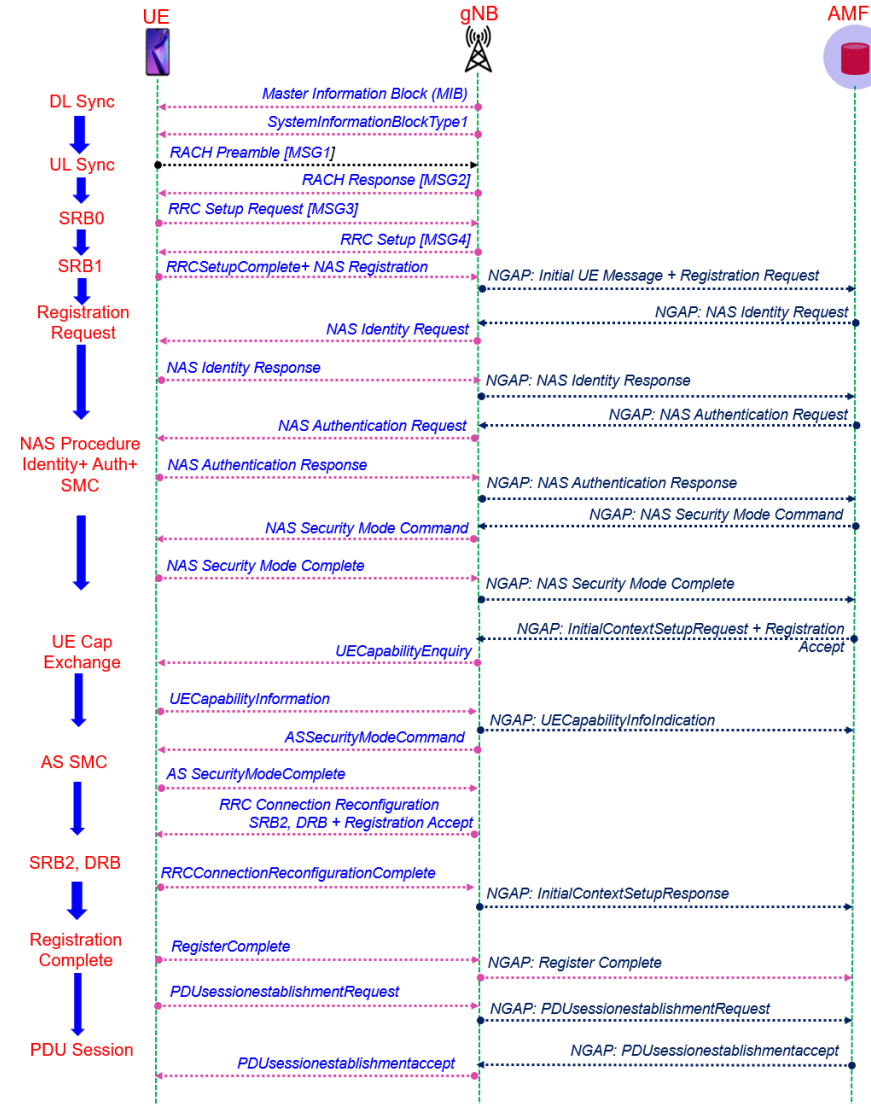 UE
gNB
AMF
Master Information Block (MIB)
DL Sync
SystemInformationBlockType1
RACH Preamble [MSG1]
UL Sync
RACH Response [MSG2]
RRC Setup Request [MSG3]
SRB0
RRC Setup [MSG4]
SRB1
RRCSetupComplete+ NAS Registration
NGAP: Initial UE Message + Registration Request
Registration
Request
NGAP: NAS Identity Request
NAS Identity Request
NAS Identity Response
NGAP: NAS Identity Response
NGAP: NAS Authentication Request
NAS Authentication Request
NAS Procedure
Identity+ Auth+
SMC
NAS Authentication Response
NGAP: NAS Authentication Response
NGAP: NAS Security Mode Command
NAS Security Mode Command
NAS Security Mode Complete
NGAP: NAS Security Mode Complete
NGAP: InitialContextSetupRequest + Registration
Accept
UE Cap
Exchange
UECapabilityEnquiry
UECapabilityInformation
NGAP: UECapabilityInfoIndication
ASSecurityModeCommand
AS SMC
AS SecurityModeComplete
RRC Connection Reconfiguration
SRB2, DRB + Registration Accept
SRB2, DRB
RRCConnectionReconfigurationComplete
NGAP: InitialContextSetupResponse
Registration
Complete
RegisterComplete
NGAP: Register Complete
PDUsessionestablishmentRequest
NGAP: PDUsessionestablishmentRequest
PDU Session
NGAP: PDUsessionestablishmentaccept
PDUsessionestablishmentaccept